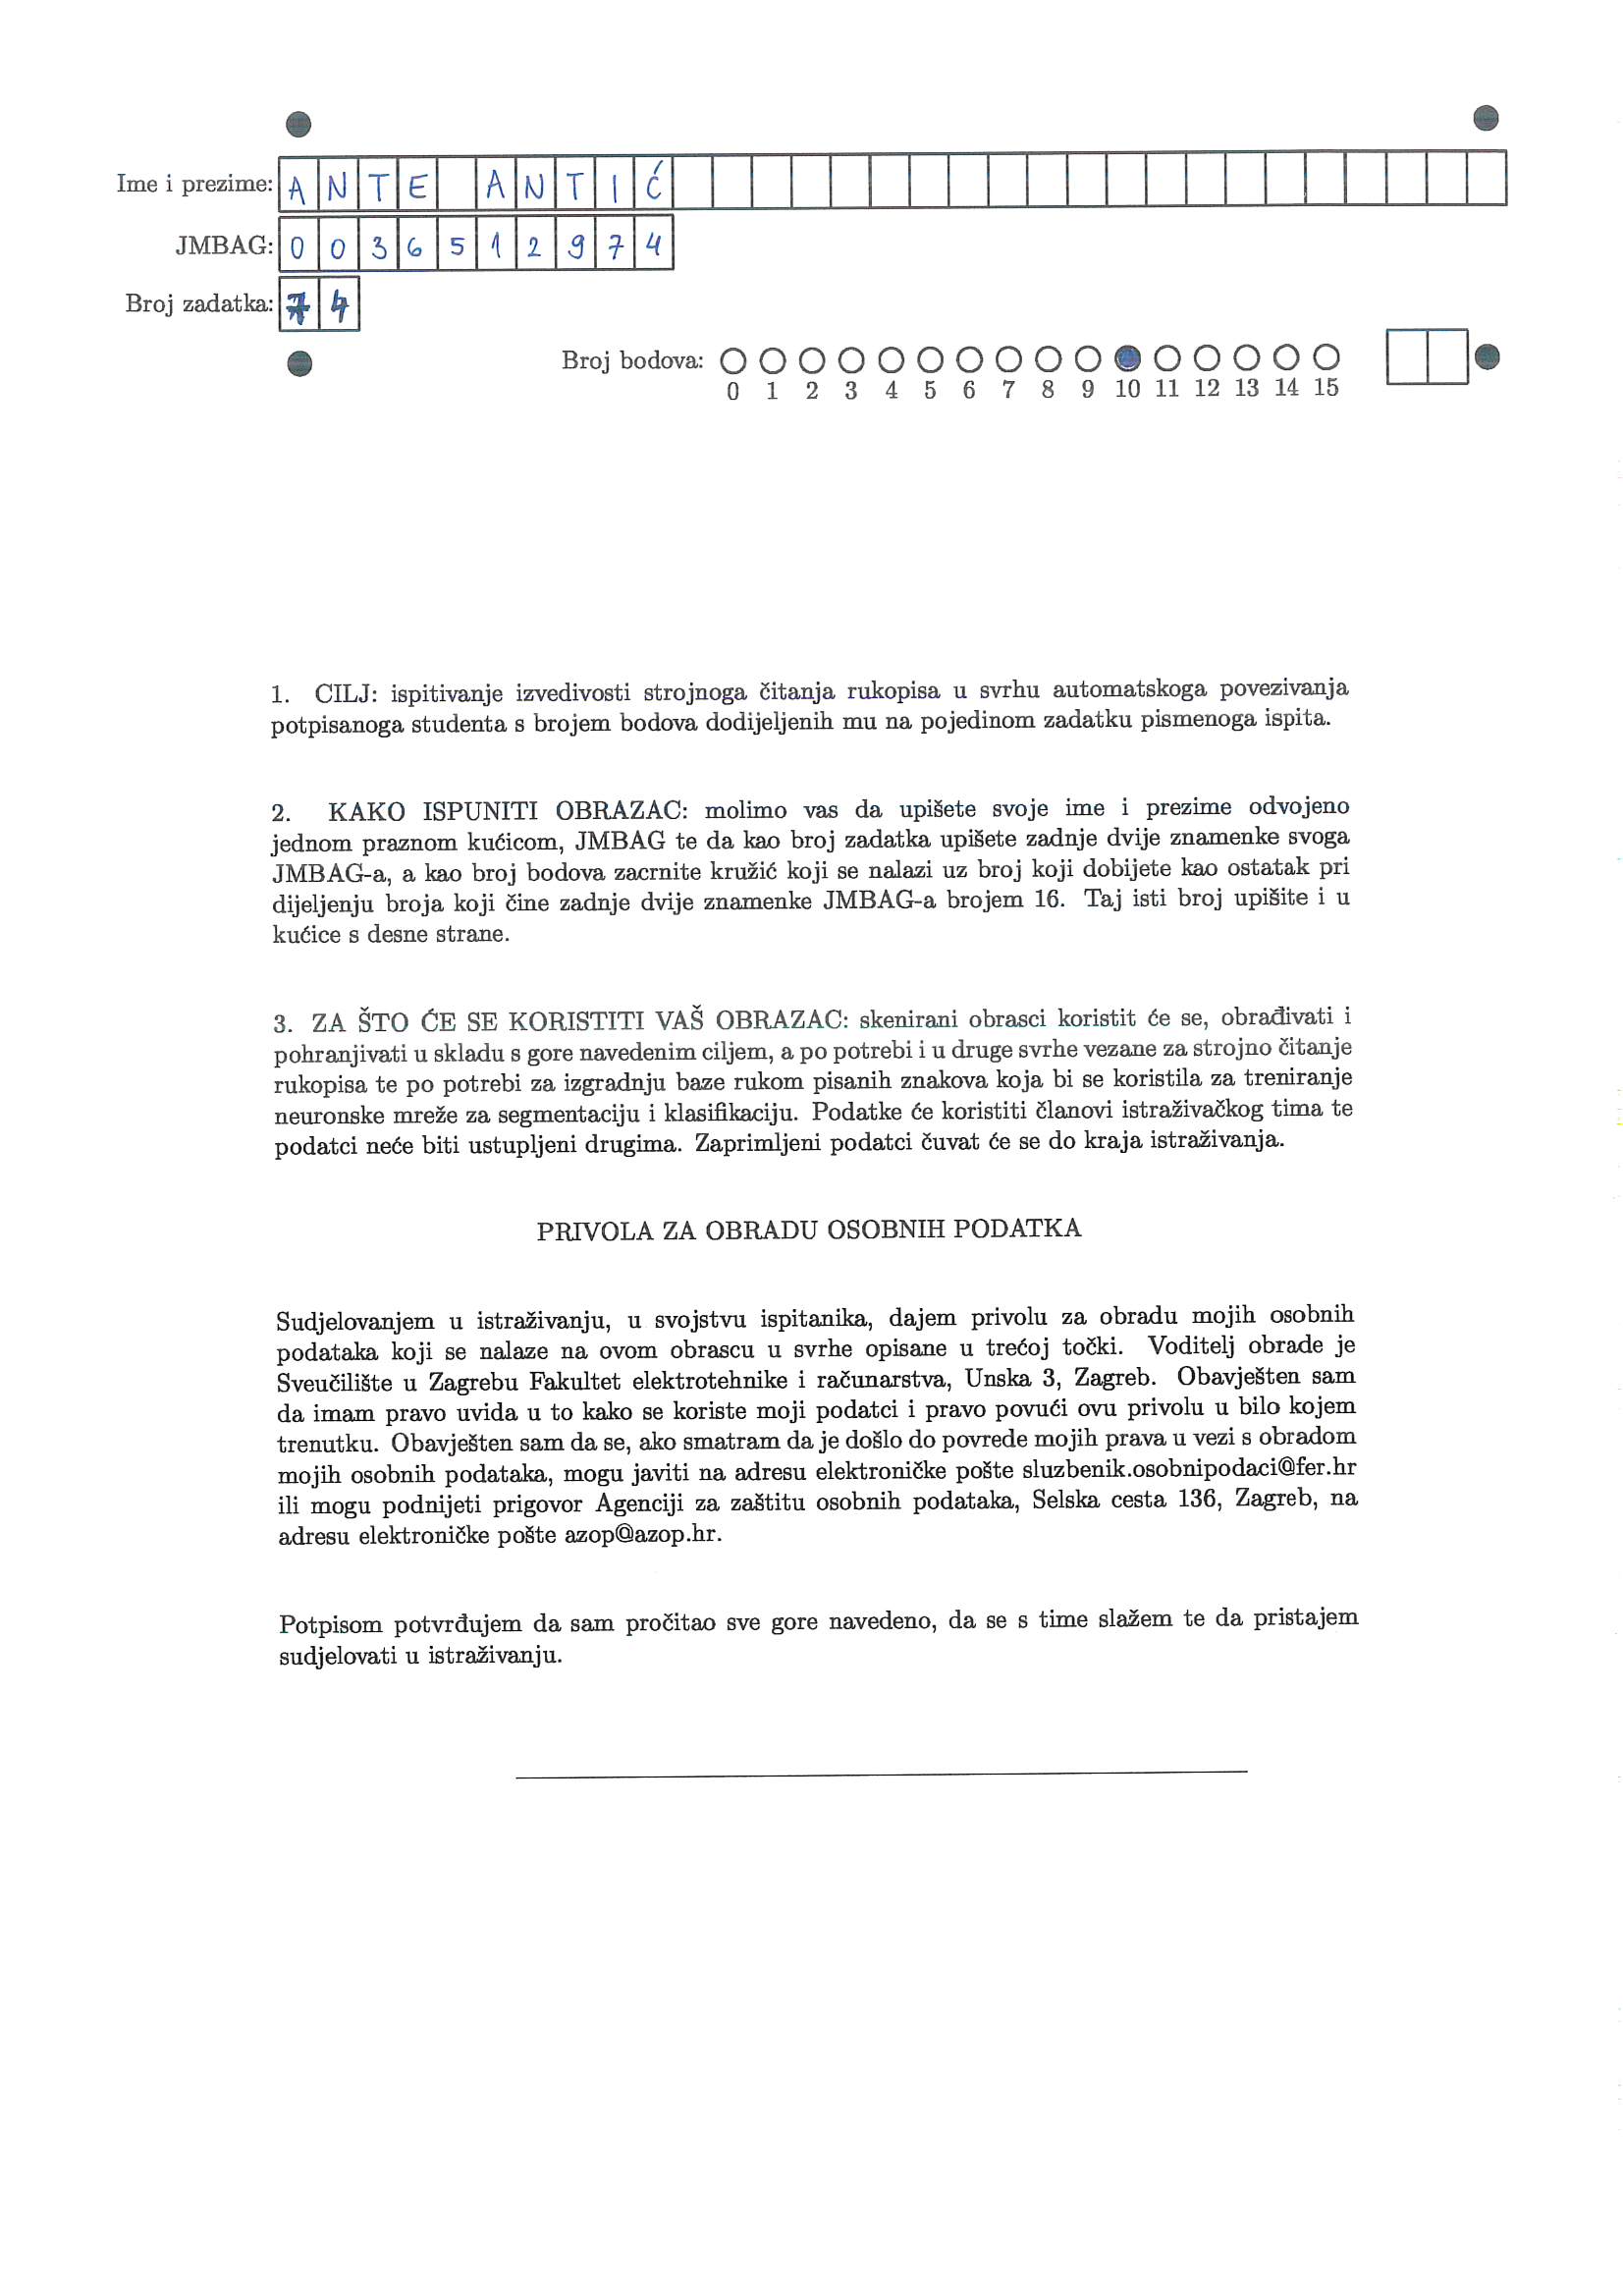 Ime i prezime: ANTE ANTIĆ
JMBAG: 0036512974
Broj zadatka: 74
Broj bodova:
0 1 2 3 4 5 6 7 8 9 10 11 12 13 14 15
1. CILJ: ispitivanje izvedivosti strojnoga čitanja rukopisa u svrhu automatskoga povezivanja
potpisanoga studenta s brojem bodova dodijeljenih mu na pojedinom zadatku pismenoga ispita.
2. KAKO ISPUNITI OBRAZAC: molimo vas da upišete svoje ime i prezime odvojeno
jednom praznom kućicom, JMBAG te da kao broj zadatka upišete zadnje dvije znamenke svoga
JMBAG-a, a kao broj bodova zacrnite kružić koji se nalazi uz broj koji dobijete kao ostatak pri
dijeljenju broja koji čine zadnje dvije znamenke JMBAG-a brojem 16. Taj isti broj upišite i u
kućice s desne strane.
3. ZA ŠTO ĆE SE KORISTITI VAŠ OBRAZAC: skenirani obrasci koristit će se, obrađivati i
pohranjivati u skladu s gore navedenim ciljem, a po potrebi i u druge svrhe vezane za strojno čitanje
rukopisa te po potrebi za izgradnju baze rukom pisanih znakova koja bi se koristila za treniranje
neuronske mreže za segmentaciju i klasifikaciju. Podatke će koristiti članovi istraživačkog tima te
podatci neće biti ustupljeni drugima. Zaprimljeni podatci čuvat će se do kraja istraživanja.
PRIVOLA ZA OBRADU OSOBNIH PODATKA
Sudjelovanjem u istraživanju, u svojstvu ispitanika, dajem privolu za obradu mojih osobnih
podataka koji se nalaze na ovom obrascu u svrhe opisane u trećoj točki. Voditelj obrade je
Sveučilište u Zagrebu Fakultet elektrotehnike i računarstva, Unska 3, Zagreb. Obavješten sam
da imam pravo uvida u to kako se koriste moji podatci i pravo povući ovu privolu u bilo kojem
trenutku. Obavješten sam da se, ako smatram da je došlo do povrede mojih prava u vezi s obradom
mojih osobnih podataka, mogu javiti na adresu elektroničke pošte sluzbenik.osobnipodaci@fer.hr
ili mogu podnijeti prigovor Agenciji za zaštitu osobnih podataka, Selska cesta 136, Zagreb, na
adresu elektroničke pošte azop@azop.hr.
Potpisom potvrđujem da sam pročitao sve gore navedeno, da se s time slažem te da pristajem
sudjelovati u istraživanju.